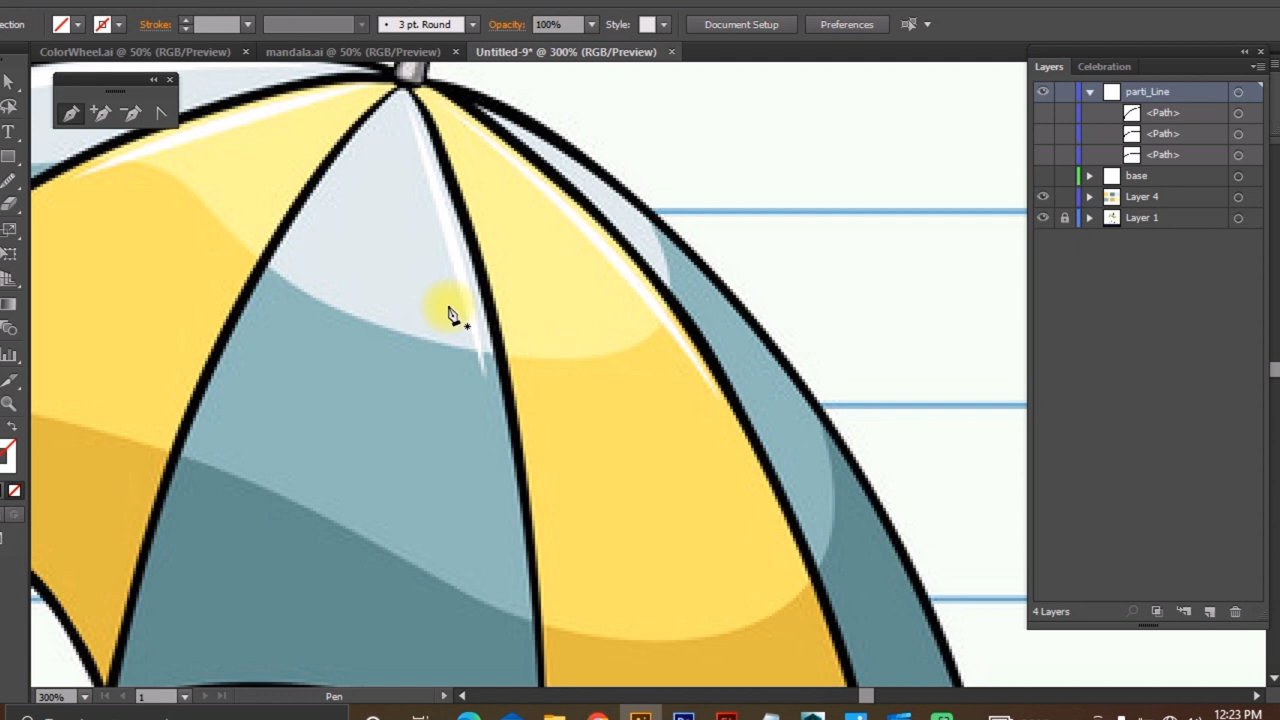 ection Stroke: 3 pt. Round Opacity: 100% Style: Document Setup Preferences
ColorWheel.ai @ 50% (RGB/Preview) × mandala.ai @ 50% (RGB/Preview) × Untitled-9* @ 300% (RGB/Preview) ×
Layers Celebration
parti_Line
<Path>
<Path>
<Path>
base
Layer 4
Layer 1
4 Layers
300% 1 Pen
12:23 PM